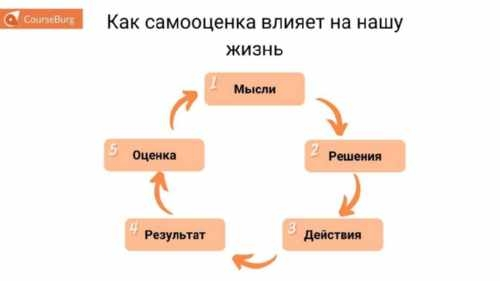 CourseBurg
Как самооценка влияет на нашу
жизнь
1
Мысли
2
Решения
3
Действия
4
Результат
5
Оценка